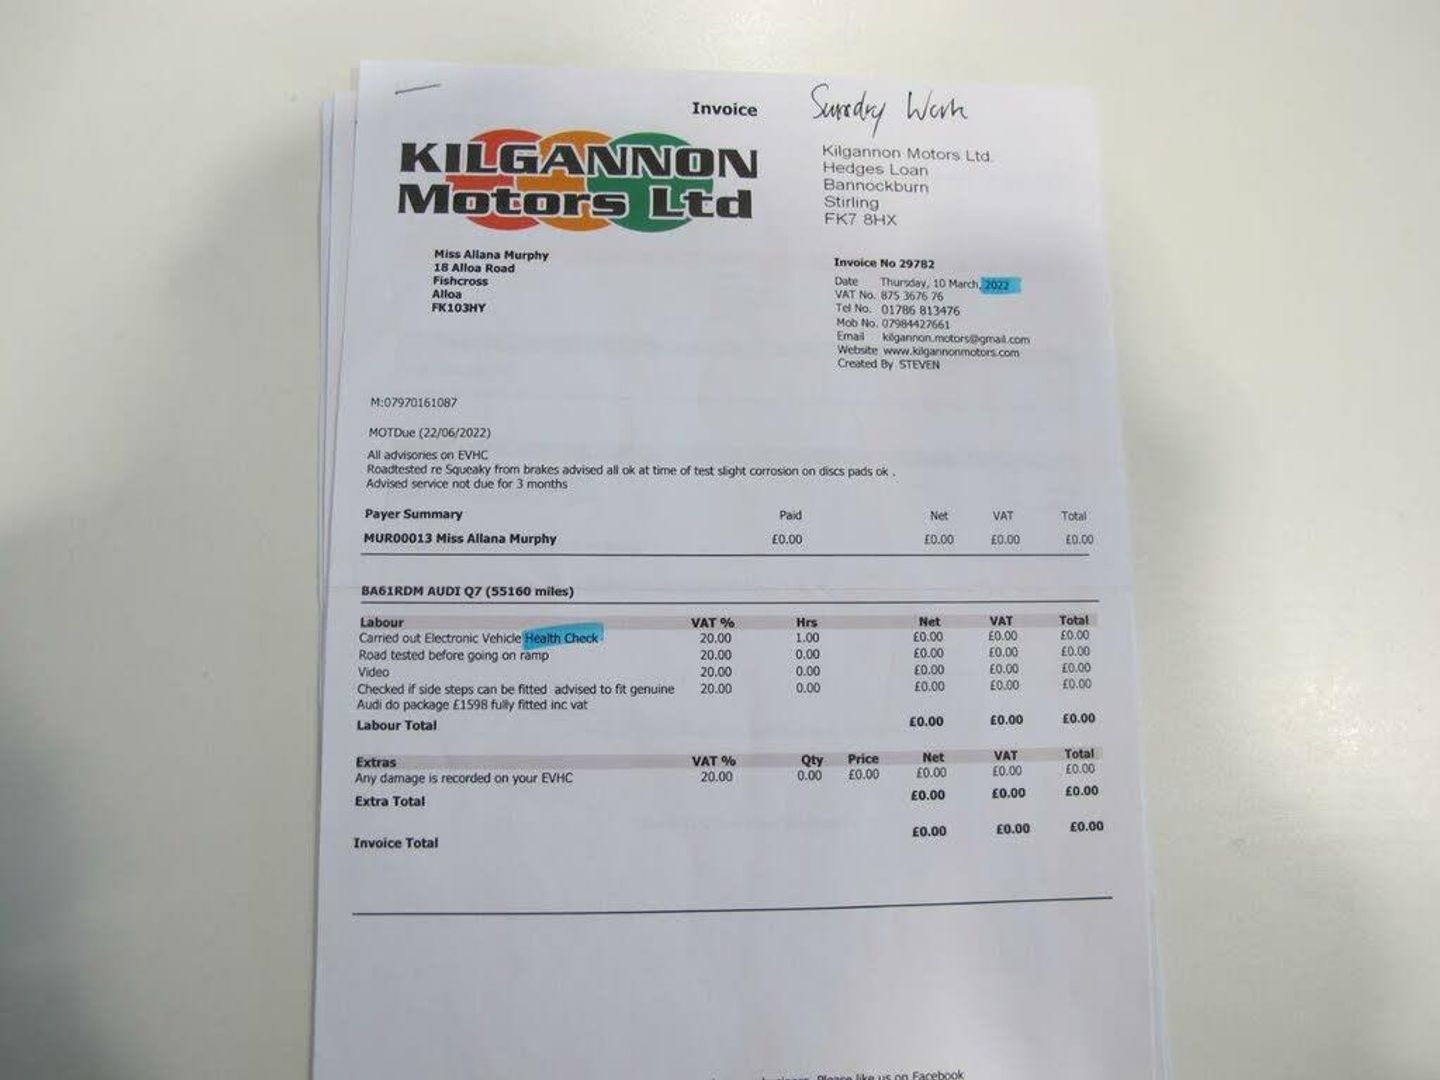 Invoice
Sundry Work
KILGANNON
Motors Ltd
Kilgannon Motors Ltd.
Hedges Loan
Bannockburn
Stirling
FK7 8HX
Miss Allana Murphy
18 Alloa Road
Fishcross
Alloa
FK103HY
Invoice No 29782
Date Thursday, 10 March, 2022
VAT No. 875 3676 76
Tel No. 01786 813476
Mob No. 07984427661
Email kilgannon.motors@gmail.com
Website www.kilgannonmotors.com
Created By STEVEN
M:07970161087
MOTDue (22/06/2022)
All advisories on EVHC
Roadtested re Squeaky from brakes advised all ok at time of test slight corrosion on discs pads ok .
Advised service not due for 3 months
Payer Summary Paid Net VAT Total
MUR00013 Miss Allana Murphy £0.00 £0.00 £0.00 £0.00
BA61RDM AUDI Q7 (55160 miles)
Labour VAT % Hrs Net VAT Total
Carried out Electronic Vehicle Health Check 20.00 1.00 £0.00 £0.00 £0.00
Road tested before going on ramp 20.00 0.00 £0.00 £0.00 £0.00
Video 20.00 0.00 £0.00 £0.00 £0.00
Checked if side steps can be fitted advised to fit genuine 20.00 0.00 £0.00 £0.00 £0.00
Audi do package £1598 fully fitted inc vat
Labour Total £0.00 £0.00 £0.00
Extras VAT % Qty Price Net VAT Total
Any damage is recorded on your EVHC 20.00 0.00 £0.00 £0.00 £0.00 £0.00
Extra Total £0.00 £0.00 £0.00
Invoice Total £0.00 £0.00 £0.00
Please like us on Facebook